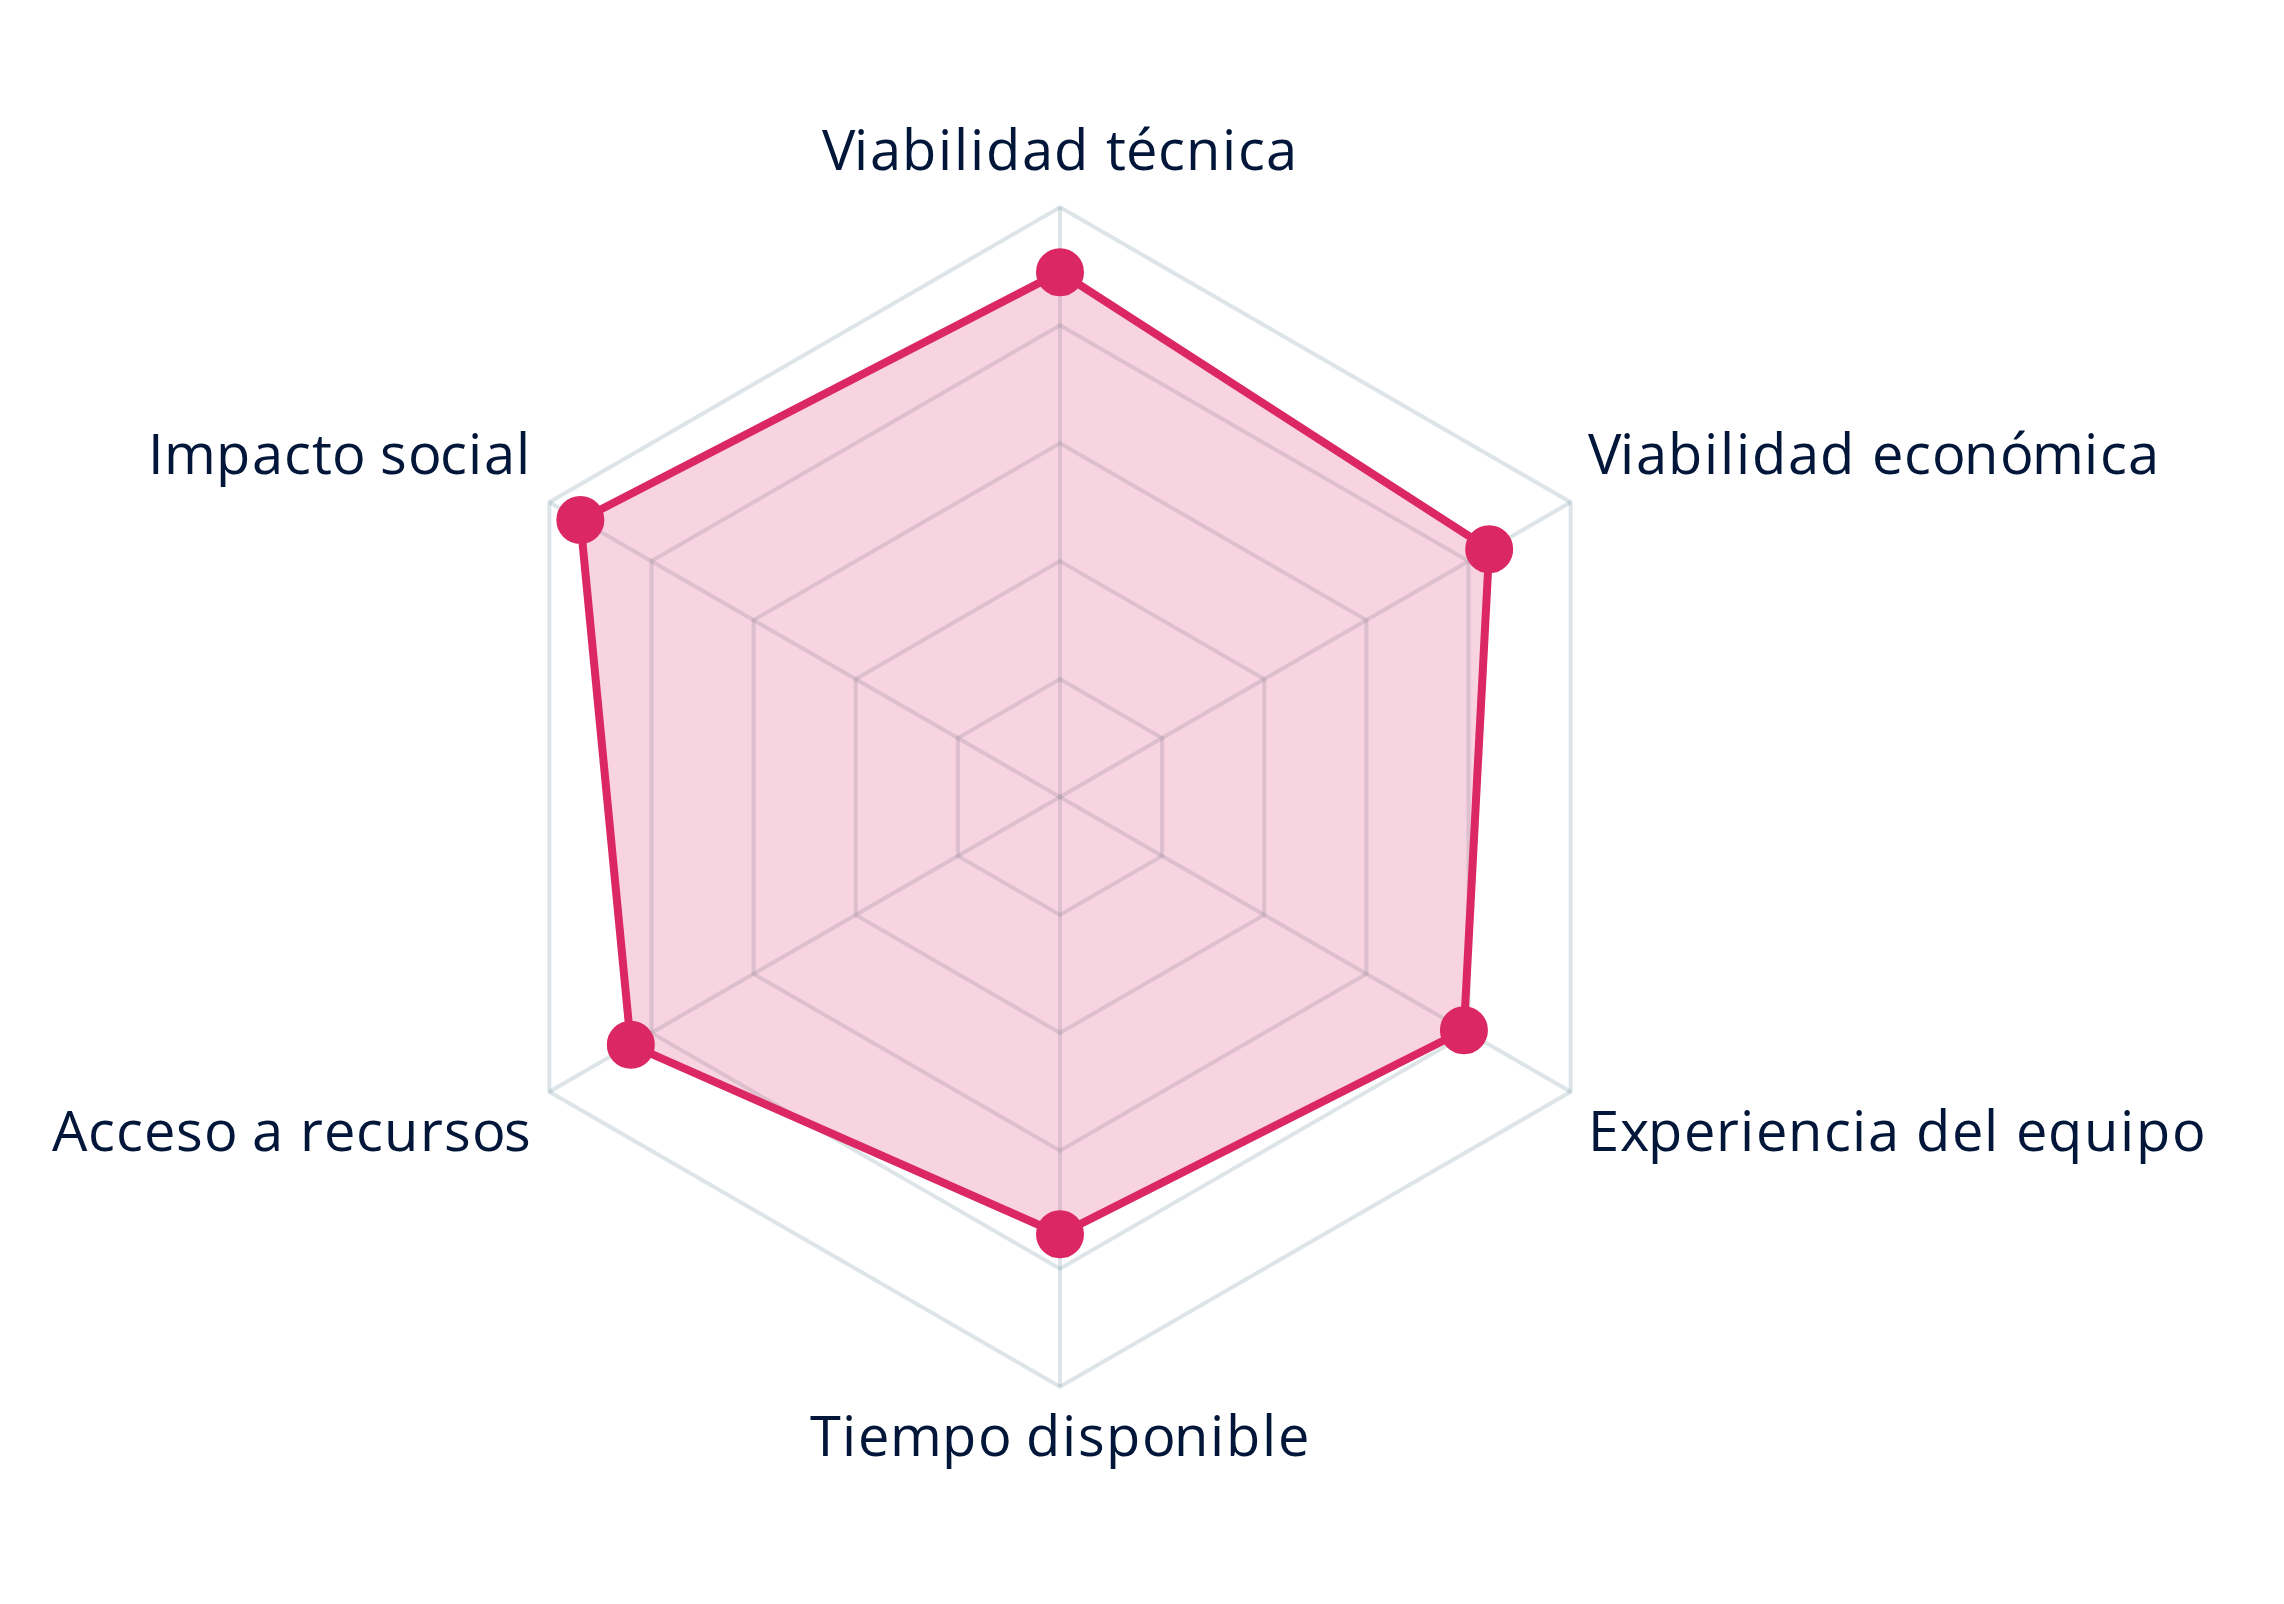 Viabilidad técnica
Impacto social
Viabilidad económica
Acceso a recursos
Experiencia del equipo
Tiempo disponible